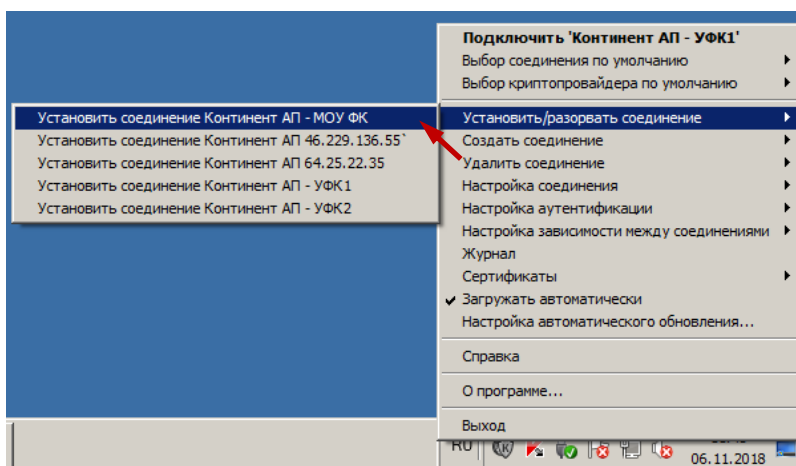 Подключить 'Континент АП - УФК1'
Выбор соединения по умолчанию
Выбор криптопровайдера по умолчанию
Установить/разорвать соединение
Создать соединение
Удалить соединение
Настройка соединения
Настройка аутентификации
Настройка зависимости между соединениями
Журнал
Сертификаты
Загружать автоматически
Настройка автоматического обновления...
Справка
О программе...
Выход
Установить соединение Континент АП - МОУ ФК
Установить соединение Континент АП 46.229.136.55`
Установить соединение Континент АП 64.25.22.35
Установить соединение Континент АП - УФК1
Установить соединение Континент АП - УФК2
RU
06.11.2018